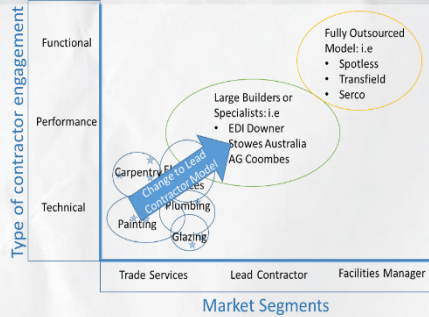 Type of contractor engagement
Functional
Performance
Technical
Fully Outsourced
Model: i.e
• Spotless
• Transfield
• Serco
Large Builders or
Specialists: i.e
• EDI Downer
Stowes Australia
AG Coombes
Carpentry
Change to Lead
Contractor Model
Plumbing
Painting
Glazing
Trade Services
Lead Contractor
Facilities Manager
Market Segments